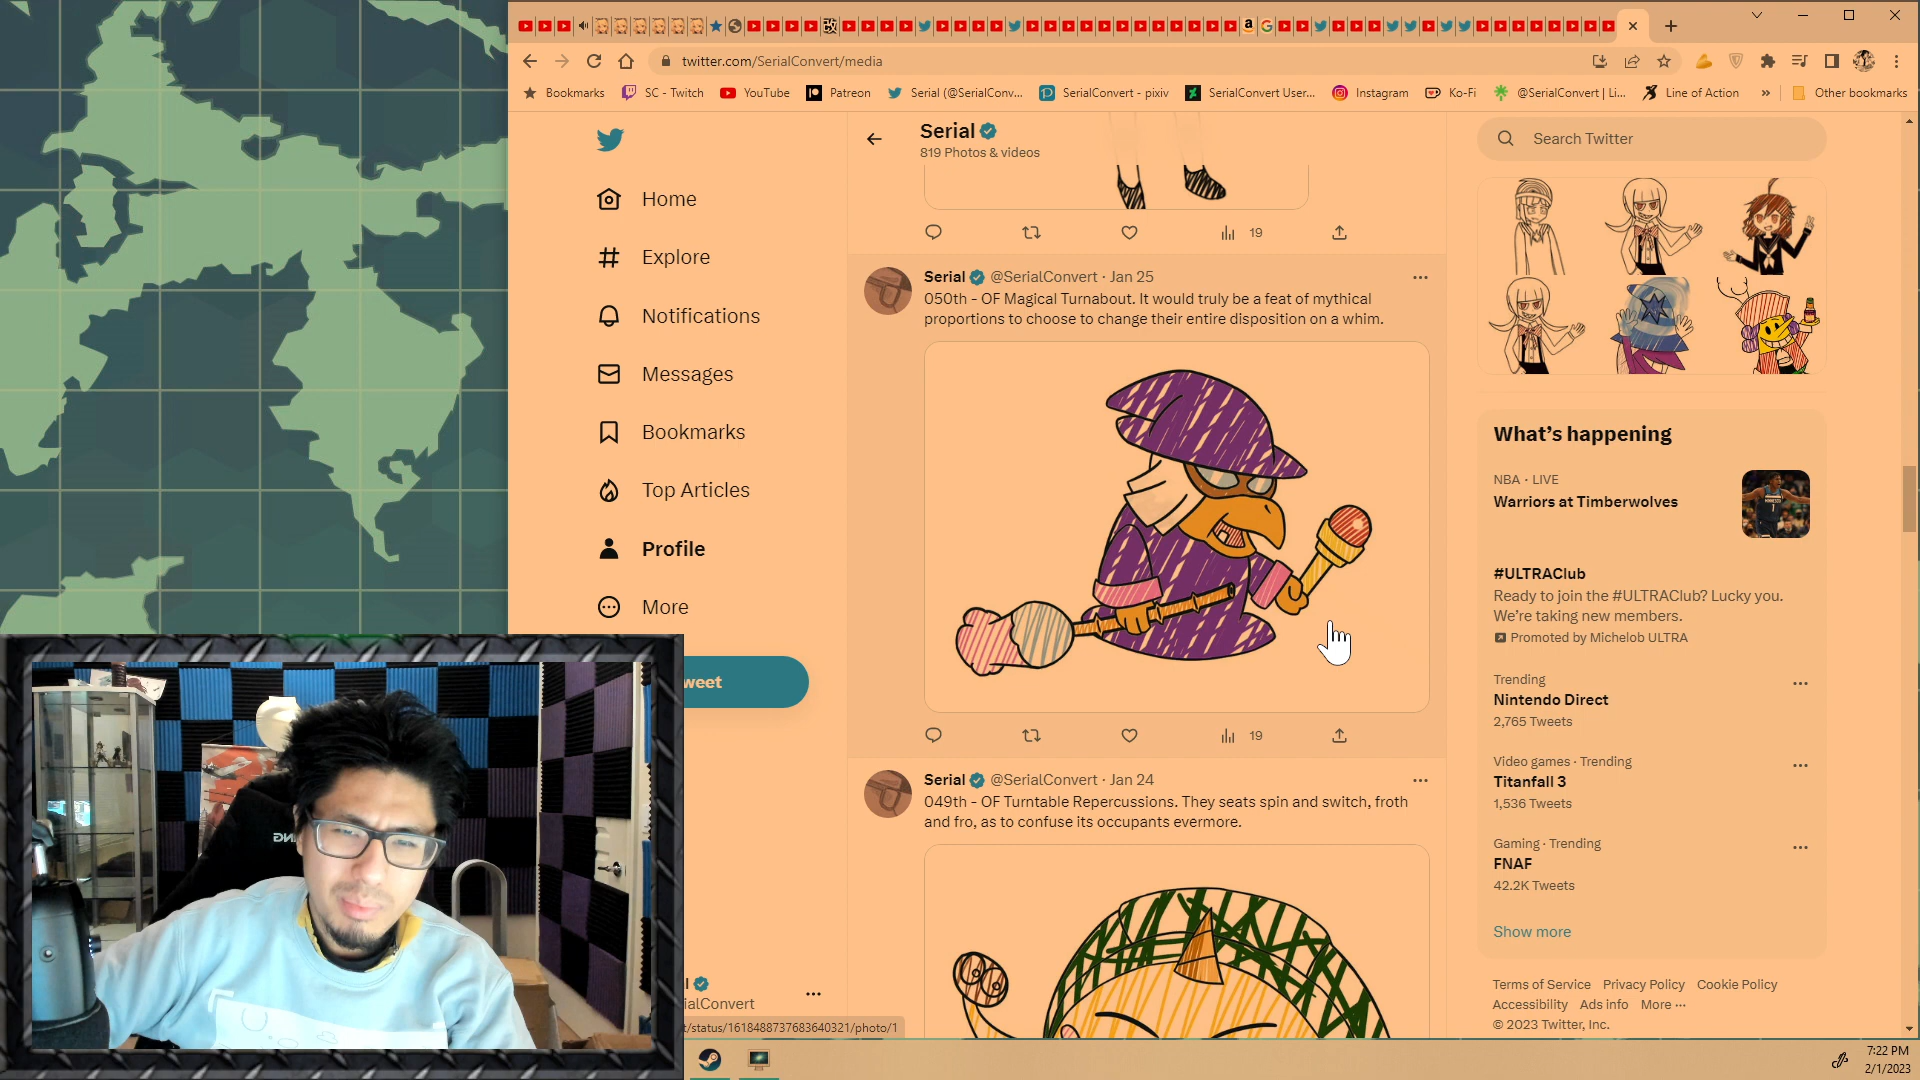 twitter.com/SerialConvert/media
Bookmarks
SC - Twitch
YouTube
Patreon
Serial (@SerialConv...
SerialConvert - pixiv
SerialConvert User...
Instagram
Ko-Fi
@SerialConvert | Li...
Line of Action
»
Other bookmarks
Serial
819 Photos & videos
Search Twitter
Home
Explore
Notifications
Messages
Bookmarks
Top Articles
Profile
More
weet
19
Serial @SerialConvert · Jan 25
050th - OF Magical Turnabout. It would truly be a feat of mythical
proportions to choose to change their entire disposition on a whim.
19
Serial @SerialConvert · Jan 24
049th - OF Turntable Repercussions. They seats spin and switch, froth
and fro, as to confuse its occupants evermore.
What's happening
NBA · LIVE
Warriors at Timberwolves
#ULTRAClub
Ready to join the #ULTRAClub? Lucky you.
We're taking new members.
Promoted by Michelob ULTRA
Trending
Nintendo Direct
2,765 Tweets
Video games · Trending
Titanfall 3
1,536 Tweets
Gaming · Trending
FNAF
42.2K Tweets
Show more
Terms of Service Privacy Policy Cookie Policy
Accessibility Ads info More ···
© 2023 Twitter, Inc.
l
ialConvert
t/status/1618488737683640321/photo/1
7:22 PM
2/1/2023